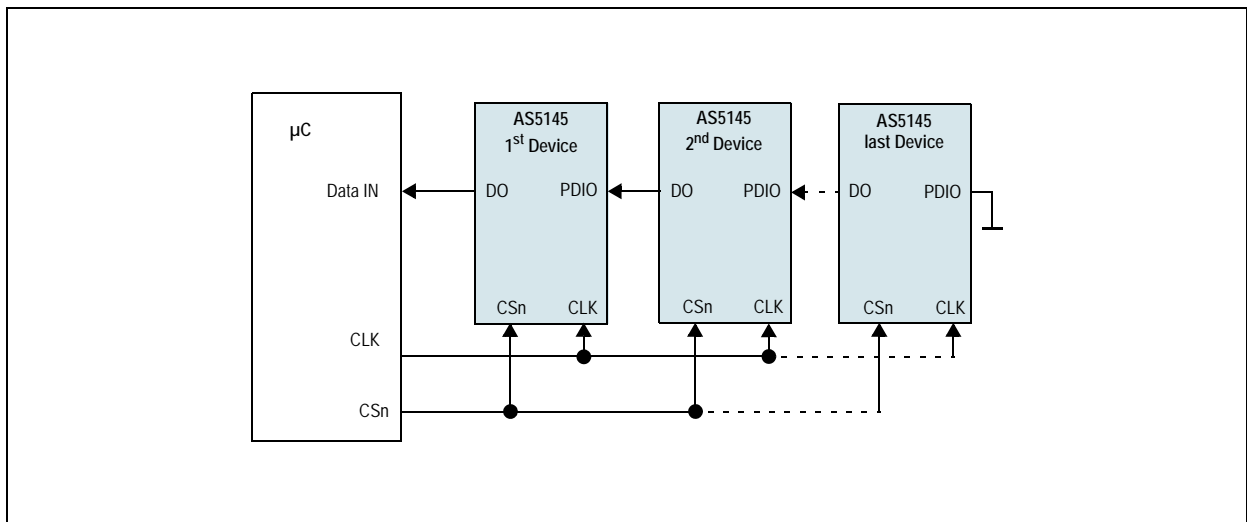 µC
Data IN
CLK
CSn
AS5145
1st Device
DO PDIO
CSn CLK
AS5145
2nd Device
DO PDIO
CSn CLK
AS5145
last Device
DO PDIO
CSn CLK